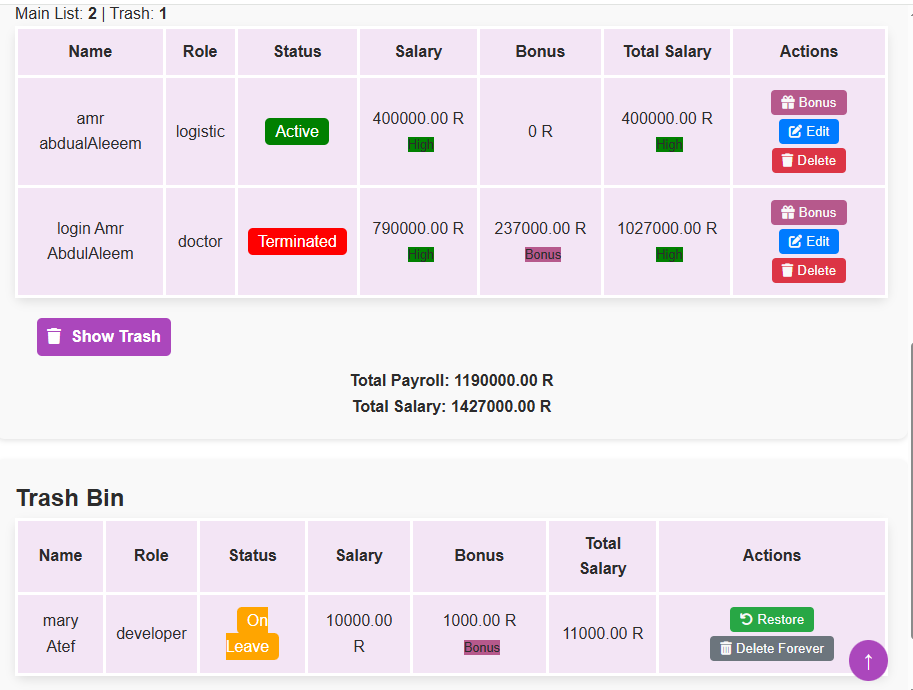 Main List: 2 | Trash: 1
Name Role Status Salary Bonus Total Salary Actions
amr abdualAleeem logistic Active 400000.00 R High 0 R 400000.00 R High Bonus Edit Delete
login Amr AbdulAleem doctor Terminated 790000.00 R High 237000.00 R Bonus 1027000.00 R High Bonus Edit Delete
Show Trash
Total Payroll: 1190000.00 R
Total Salary: 1427000.00 R
Trash Bin
Name Role Status Salary Bonus Total Salary Actions
mary Atef developer On Leave 10000.00 R 1000.00 R Bonus 11000.00 R Restore Delete Forever
↑